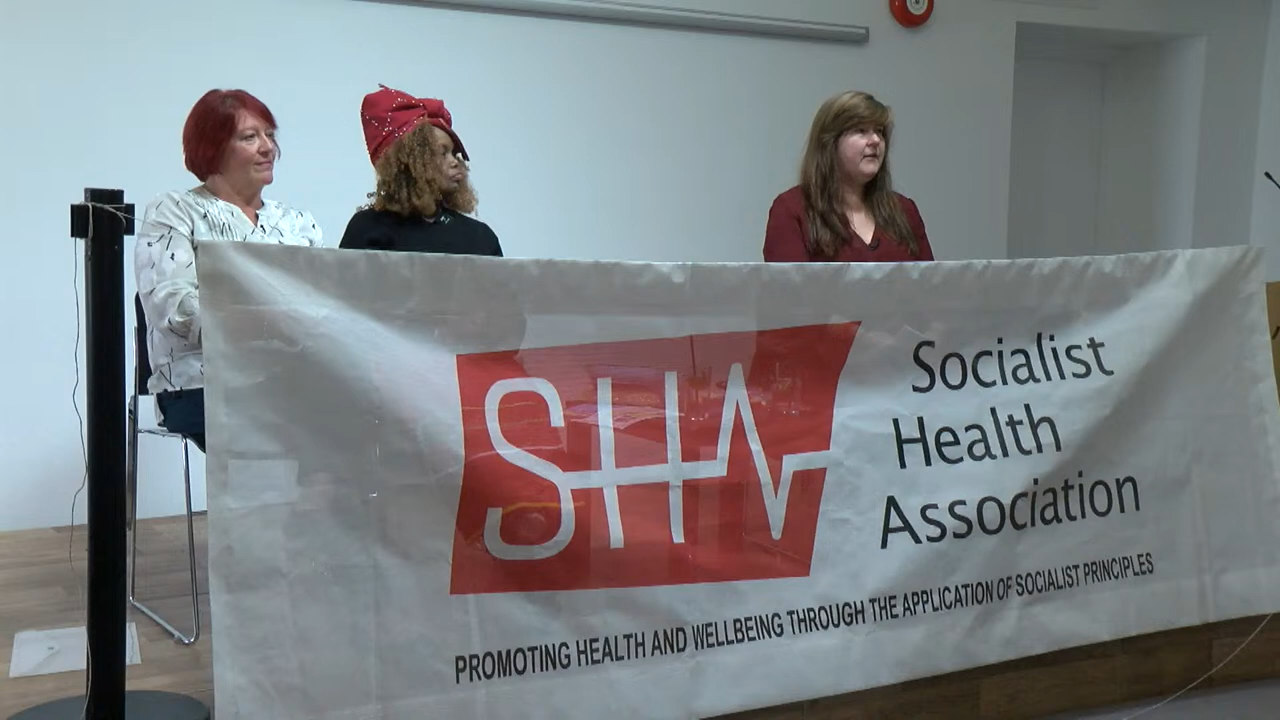 SHA
Socialist
Health
Association
PROMOTING HEALTH AND WELLBEING THROUGH THE APPLICATION OF SOCIALIST PRINCIPLES